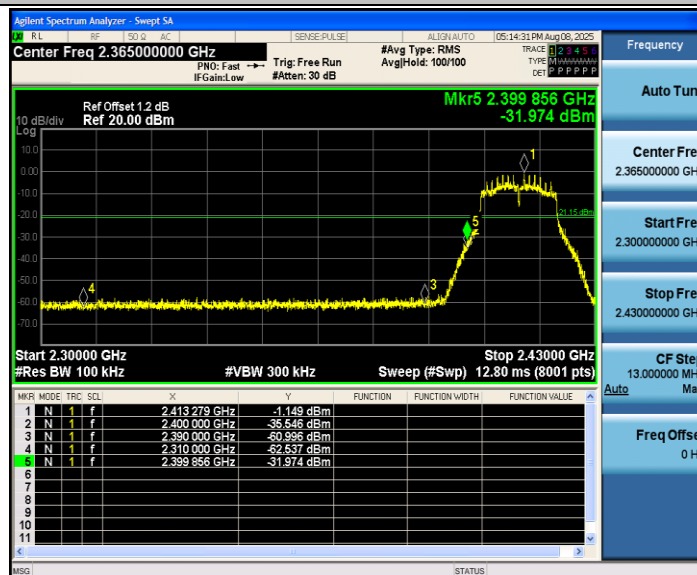 Agilent Spectrum Analyzer - Swept SA
RL RF 50 Ω AC SENSE:PULSE ALIGN AUTO 05:14:31 PM Aug 08, 2025
Center Freq 2.365000000 GHz
PNO: Fast Trig: Free Run
IFGain:Low #Atten: 30 dB
#Avg Type: RMS
Avg|Hold: 100/100
TRACE 1 2 3 4 5 6
TYPE M
DET P P P P P P
Frequency
Ref Offset 1.2 dB
10 dB/div Ref 20.00 dBm
Log
Mkr5 2.399 856 GHz
-31.974 dBm
10.0
0.00
-10.0
-20.0
-30.0
-40.0
-50.0
-60.0
-70.0
1
5
3
4
-21.15 dBm
Start 2.30000 GHz Stop 2.43000 GHz
#Res BW 100 kHz #VBW 300 kHz Sweep (#Swp) 12.80 ms (8001 pts)
MKR MODE TRC SCL X Y FUNCTION FUNCTION WIDTH FUNCTION VALUE
1 N 1 f 2.413 279 GHz -1.149 dBm
2 N 1 f 2.400 000 GHz -35.546 dBm
3 N 1 f 2.390 000 GHz -60.996 dBm
4 N 1 f 2.310 000 GHz -62.537 dBm
5 N 1 f 2.399 856 GHz -31.974 dBm
6
7
8
9
10
11
MSG STATUS
Auto Tun
Center Fre
2.365000000 GH
Start Fre
2.300000000 GH
Stop Fre
2.430000000 GH
CF Step
13.000000 MH
Auto Ma
Freq Offse
0 H